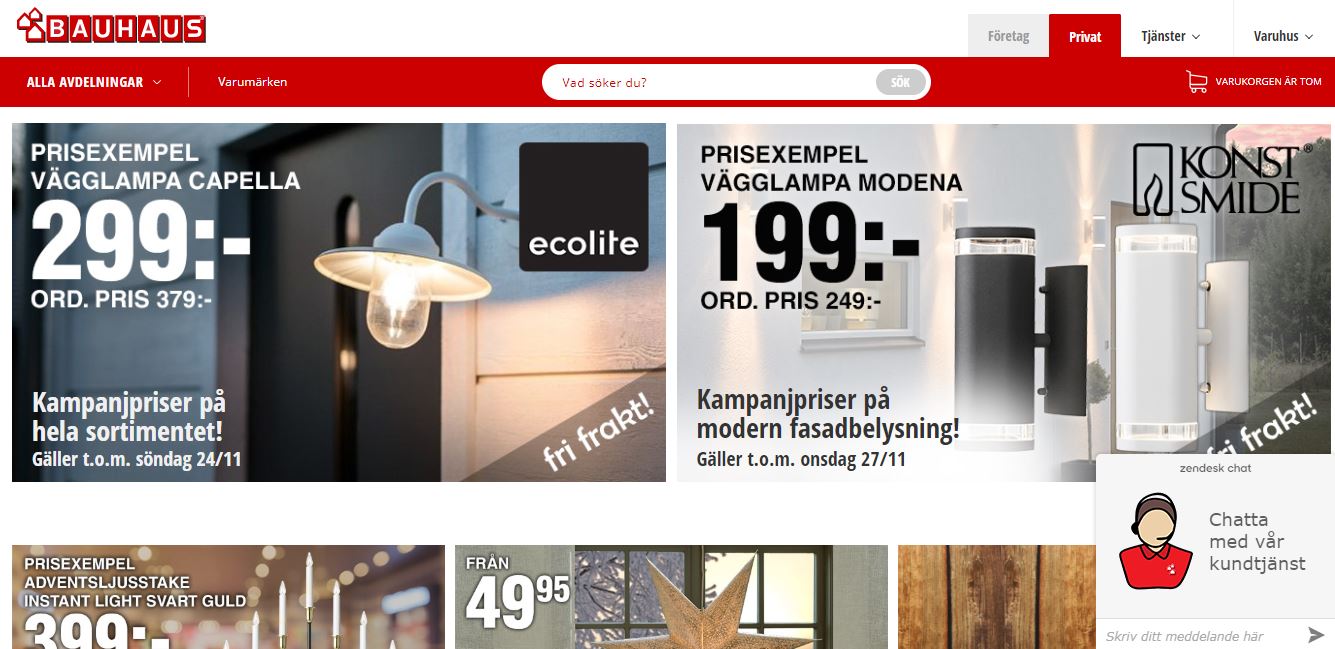 BAUHAUS®
Företag
Privat
Tjänster
Varuhus
ALLA AVDELNINGAR
Varumärken
Vad söker du?
SÖK
VARUKORGEN ÄR TOM
PRISEXEMPEL
VÄGGLAMPA CAPELLA
299:-
ORD. PRIS 379:-
ecolite
Kampanjpriser på
hela sortimentet!
Gäller t.o.m. söndag 24/11
fri frakt!
PRISEXEMPEL
VÄGGLAMPA MODENA
199:-
ORD. PRIS 249:-
KONST®
SMIDE
Kampanjpriser på
modern fasadbelysning!
Gäller t.o.m. onsdag 27/11
fri frakt!
PRISEXEMPEL
ADVENTSLJUSSTAKE
INSTANT LIGHT SVART GULD
399:-
FRÅN
4995
zendesk chat
Chatta
med vår
kundtjänst
Skriv ditt meddelande här